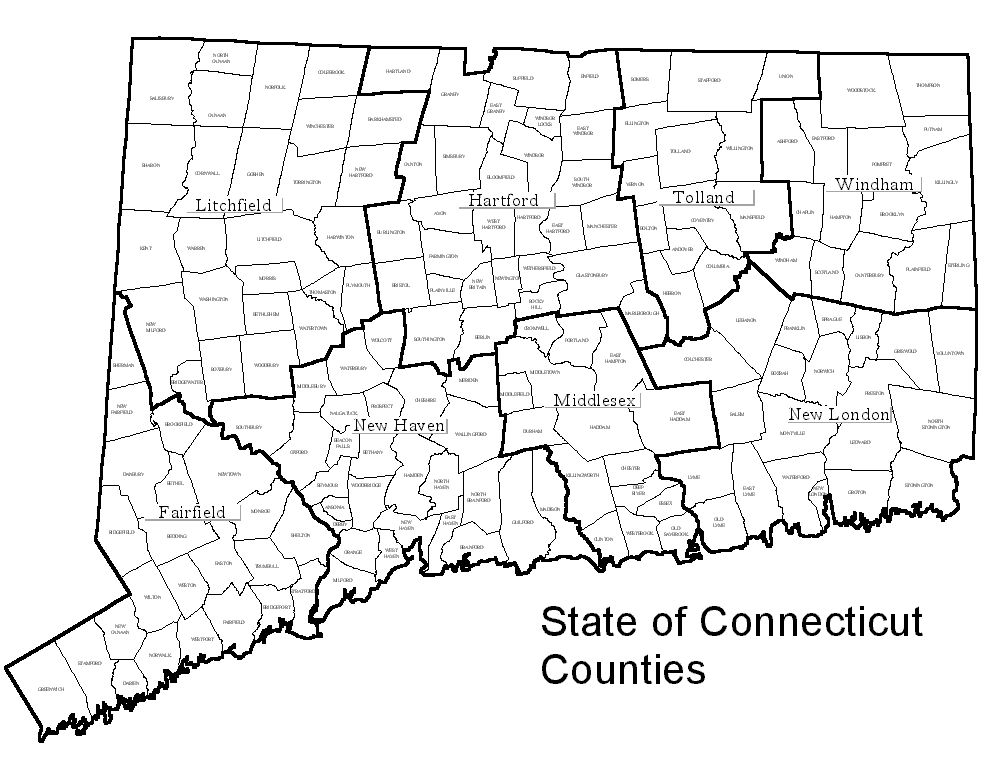 NORTH
CANAAN
COLEBROOK
HARTLAND
SUFFIELD
ENFIELD
SOMERS
STAFFORD
UNION
WOODSTOCK
THOMPSON
SALISBURY
CANAAN
NORFOLK
GRANBY
EAST
GRANBY
WINDSOR
LOCKS
WINCHESTER
BARKHAMSTED
EAST
WINDSOR
ELLINGTON
TOLLAND
WILLINGTON
ASHFORD
EASTFORD
PUTNAM
POMFRET
SHARON
CORNWALL
GOSHEN
TORRINGTON
NEW
HARTFORD
CANTON
SIMSBURY
BLOOMFIELD
WINDSOR
SOUTH
WINDSOR
VERNON
KILLINGLY
Litchfield
Hartford
Tolland
Windham
KENT
WARREN
LITCHFIELD
HARWINTON
BURLINGTON
AVON
WEST
HARTFORD
HARTFORD
EAST
HARTFORD
MANCHESTER
BOLTON
COVENTRY
MANSFIELD
CHAPLIN
HAMPTON
BROOKLYN
ANDOVER
COLUMBIA
WINDHAM
SCOTLAND
CANTERBURY
PLAINFIELD
STERLING
FARMINGTON
BRISTOL
PLAINVILLE
NEW
BRITAIN
NEWINGTON
WETHERSFIELD
GLASTONBURY
ROCKY
HILL
HEBRON
MARLBOROUGH
MORRIS
WASHINGTON
BETHLEHEM
THOMASTON
PLYMOUTH
WATERTOWN
NEW
MILFORD
SHERMAN
ROXBURY
WOODBURY
BRIDGEWATER
WOLCOTT
SOUTHINGTON
BERLIN
CROMWELL
PORTLAND
EAST
HAMPTON
LEBANON
FRANKLIN
SPRAGUE
LISBON
GRISWOLD
VOLUNTOWN
COLCHESTER
BOZRAH
NORWICH
PRESTON
WATERBURY
MIDDLEBURY
MERIDEN
MIDDLETOWN
MIDDLEFIELD
NEW
FAIRFIELD
BROOKFIELD
SOUTHBURY
NAUGATUCK
PROSPECT
CHESHIRE
New Haven
Middlesex
New London
WALLINGFORD
DURHAM
HADDAM
EAST
HADDAM
SALEM
MONTVILLE
LEDYARD
NORTH
STONINGTON
DANBURY
BETHEL
NEWTOWN
OXFORD
BEACON
FALLS
BETHANY
SEYMOUR
WOODBRIDGE
HAMDEN
NORTH
HAVEN
NORTH
BRANFORD
GUILFORD
MADISON
KILLINGWORTH
CHESTER
DEEP
RIVER
ESSEX
LYME
EAST
LYME
WATERFORD
NEW
LONDON
GROTON
STONINGTON
Fairfield
MONROE
ANSONIA
DERBY
RIDGEFIELD
REDDING
SHELTON
ORANGE
WEST
HAVEN
NEW
HAVEN
EAST
HAVEN
BRANFORD
CLINTON
WESTBROOK
OLD
SAYBROOK
OLD
LYME
EASTON
TRUMBULL
MILFORD
WILTON
WESTON
STRATFORD
BRIDGEPORT
FAIRFIELD
NEW
CANAAN
WESTPORT
NORWALK
STAMFORD
DARIEN
GREENWICH
State of Connecticut
Counties